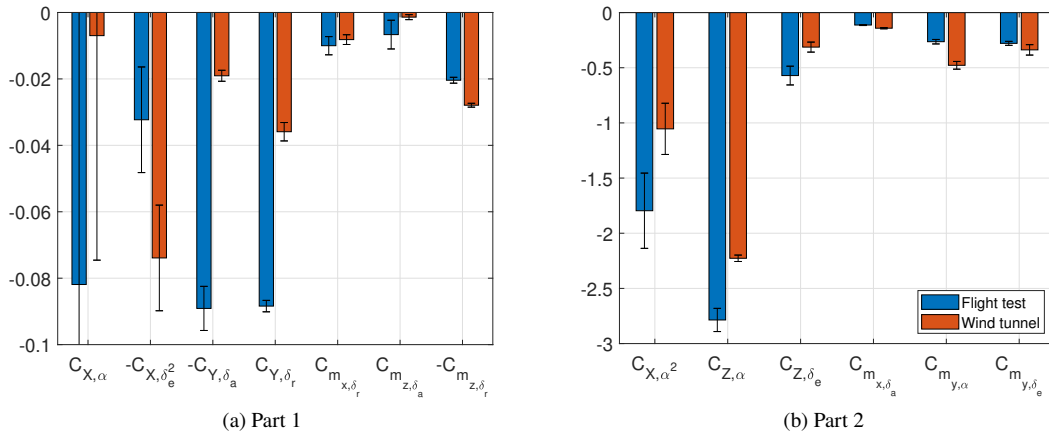 0
-0.02
-0.04
-0.06
-0.08
-0.1
C_{X,α} -C_{X,δ_e^2} -C_{Y,δ_a} C_{Y,δ_r} C_{m_{x,δ_r}} C_{m_{z,δ_a}} -C_{m_{z,δ_r}}
(a) Part 1
0
-0.5
-1
-1.5
-2
-2.5
-3
Flight test
Wind tunnel
C_{X,α^2} C_{Z,α} C_{Z,δ_e} C_{m_{x,δ_a}} C_{m_{y,α}} C_{m_{y,δ_e}}
(b) Part 2